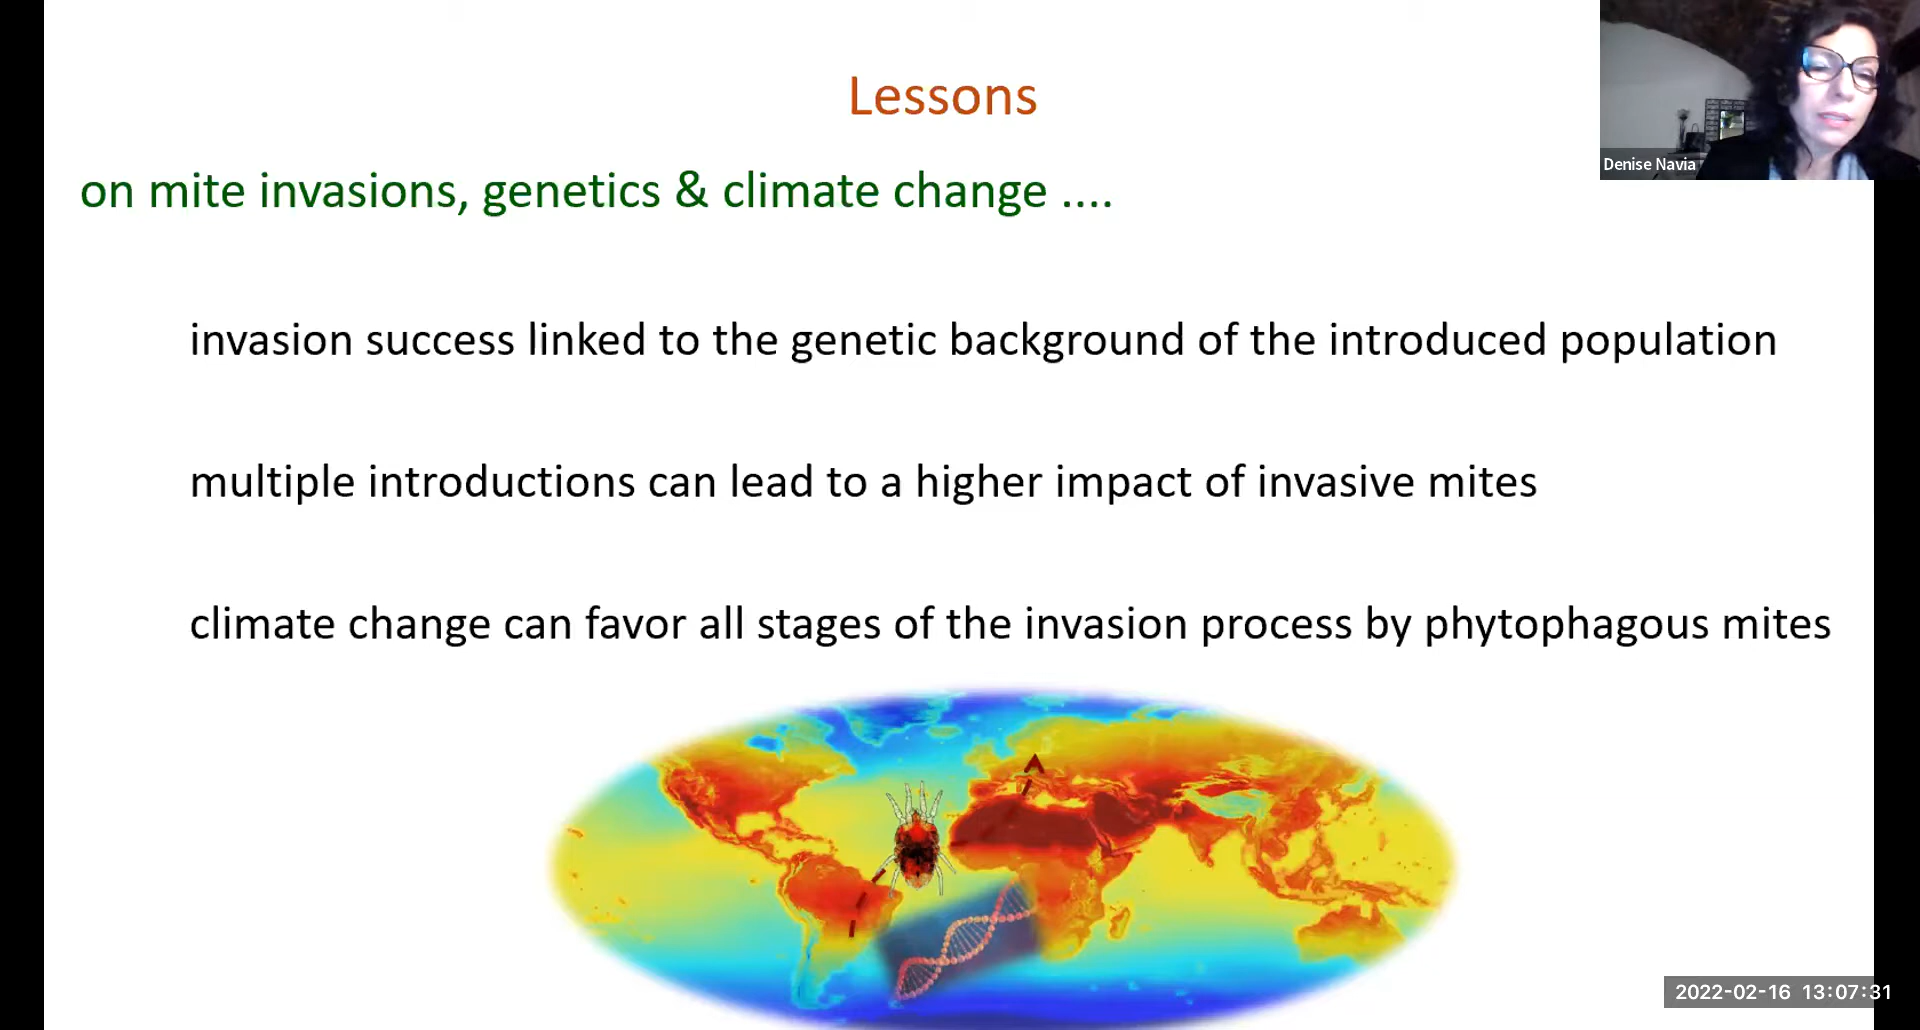 Lessons
on mite invasions, genetics & climate change ....
invasion success linked to the genetic background of the introduced population
multiple introductions can lead to a higher impact of invasive mites
climate change can favor all stages of the invasion process by phytophagous mites
Denise Navia
2022-02-16 13:07:31